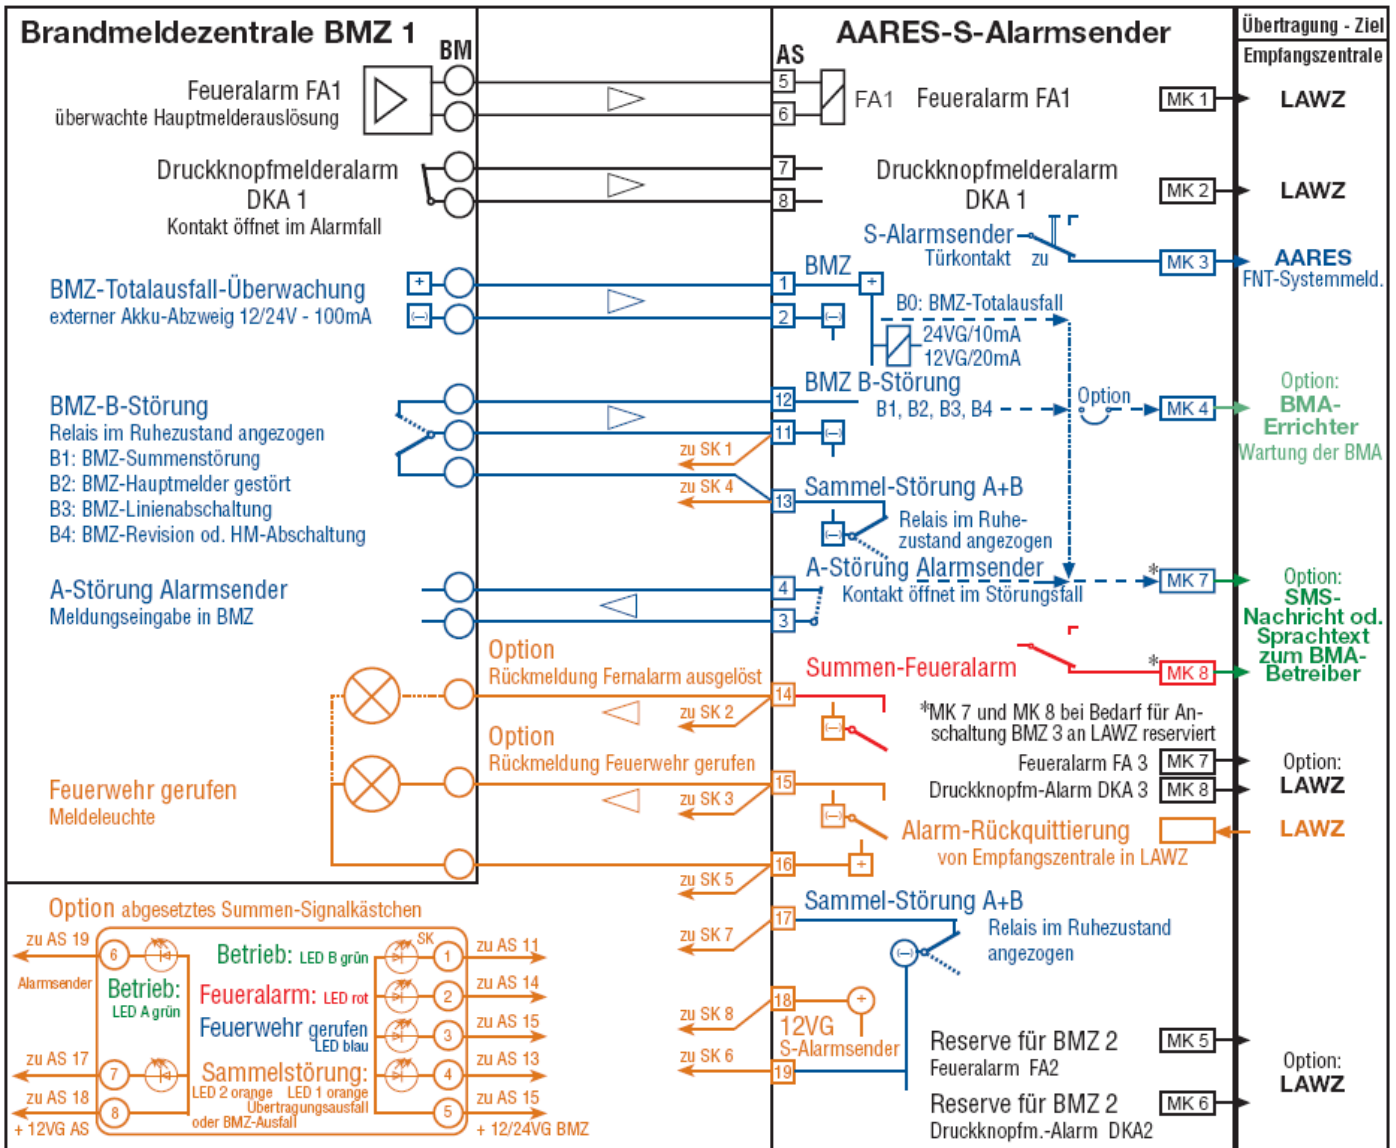 Brandmeldezentrale BMZ 1
BM
AS
AARES-S-Alarmsender
Übertragung - Ziel
Empfangszentrale
Feueralarm FA1
überwachte Hauptmelderauslösung
5
6
FA1
Feueralarm FA1
MK 1
LAWZ
Druckknopfmelderalarm
DKA 1
Kontakt öffnet im Alarmfall
7
8
Druckknopfmelderalarm
DKA 1
MK 2
LAWZ
S-Alarmsender
Türkontakt zu
MK 3
AARES
FNT-Systemmeld.
BMZ-Totalausfall-Überwachung
externer Akku-Abzweig 12/24V - 100mA
+
(–)
1
2
BMZ
+
(–)
B0: BMZ-Totalausfall
24VG/10mA
12VG/20mA
BMZ-B-Störung
Relais im Ruhezustand angezogen
B1: BMZ-Summenstörung
B2: BMZ-Hauptmelder gestört
B3: BMZ-Linienabschaltung
B4: BMZ-Revision od. HM-Abschaltung
12
11
13
zu SK 1
zu SK 4
BMZ B-Störung
B1, B2, B3, B4
(–)
Option
MK 4
Option:
BMA-
Errichter
Wartung der BMA
Sammel-Störung A+B
(–)
Relais im Ruhe-
zustand angezogen
A-Störung Alarmsender
Meldungseingabe in BMZ
4
3
A-Störung Alarmsender
Kontakt öffnet im Störungsfall
*
MK 7
Option:
SMS-
Nachricht od.
Sprachtext
zum BMA-
Betreiber
Option
Rückmeldung Fernalarm ausgelöst
zu SK 2
14
Summen-Feueralarm
(–)
*
MK 8
*MK 7 und MK 8 bei Bedarf für An-
schaltung BMZ 3 an LAWZ reserviert
Feueralarm FA 3
MK 7
Druckknopfm-Alarm DKA 3
MK 8
Option:
LAWZ
Feuerwehr gerufen
Meldeleuchte
Option
Rückmeldung Feuerwehr gerufen
zu SK 3
15
(–)
Alarm-Rückquittierung
von Empfangszentrale in LAWZ
LAWZ
16
+
zu SK 5
17
zu SK 7
Sammel-Störung A+B
Relais im Ruhezustand
angezogen
(–)
18
+
zu SK 8
12VG
S-Alarmsender
zu SK 6
19
Reserve für BMZ 2
Feueralarm FA2
MK 5
Reserve für BMZ 2
Druckknopfm.-Alarm DKA2
MK 6
Option:
LAWZ
Option abgesetztes Summen-Signalkästchen
zu AS 19
6
Alarmsender
Betrieb:
LED A grün
zu AS 17
7
zu AS 18
8
+ 12VG AS
SK
Betrieb: LED B grün
1
zu AS 11
Feueralarm: LED rot
2
zu AS 14
Feuerwehr gerufen
LED blau
3
zu AS 15
Sammelstörung:
LED 2 orange LED 1 orange
Übertragungsausfall
oder BMZ-Ausfall
4
zu AS 13
5
zu AS 15
+ 12/24VG BMZ